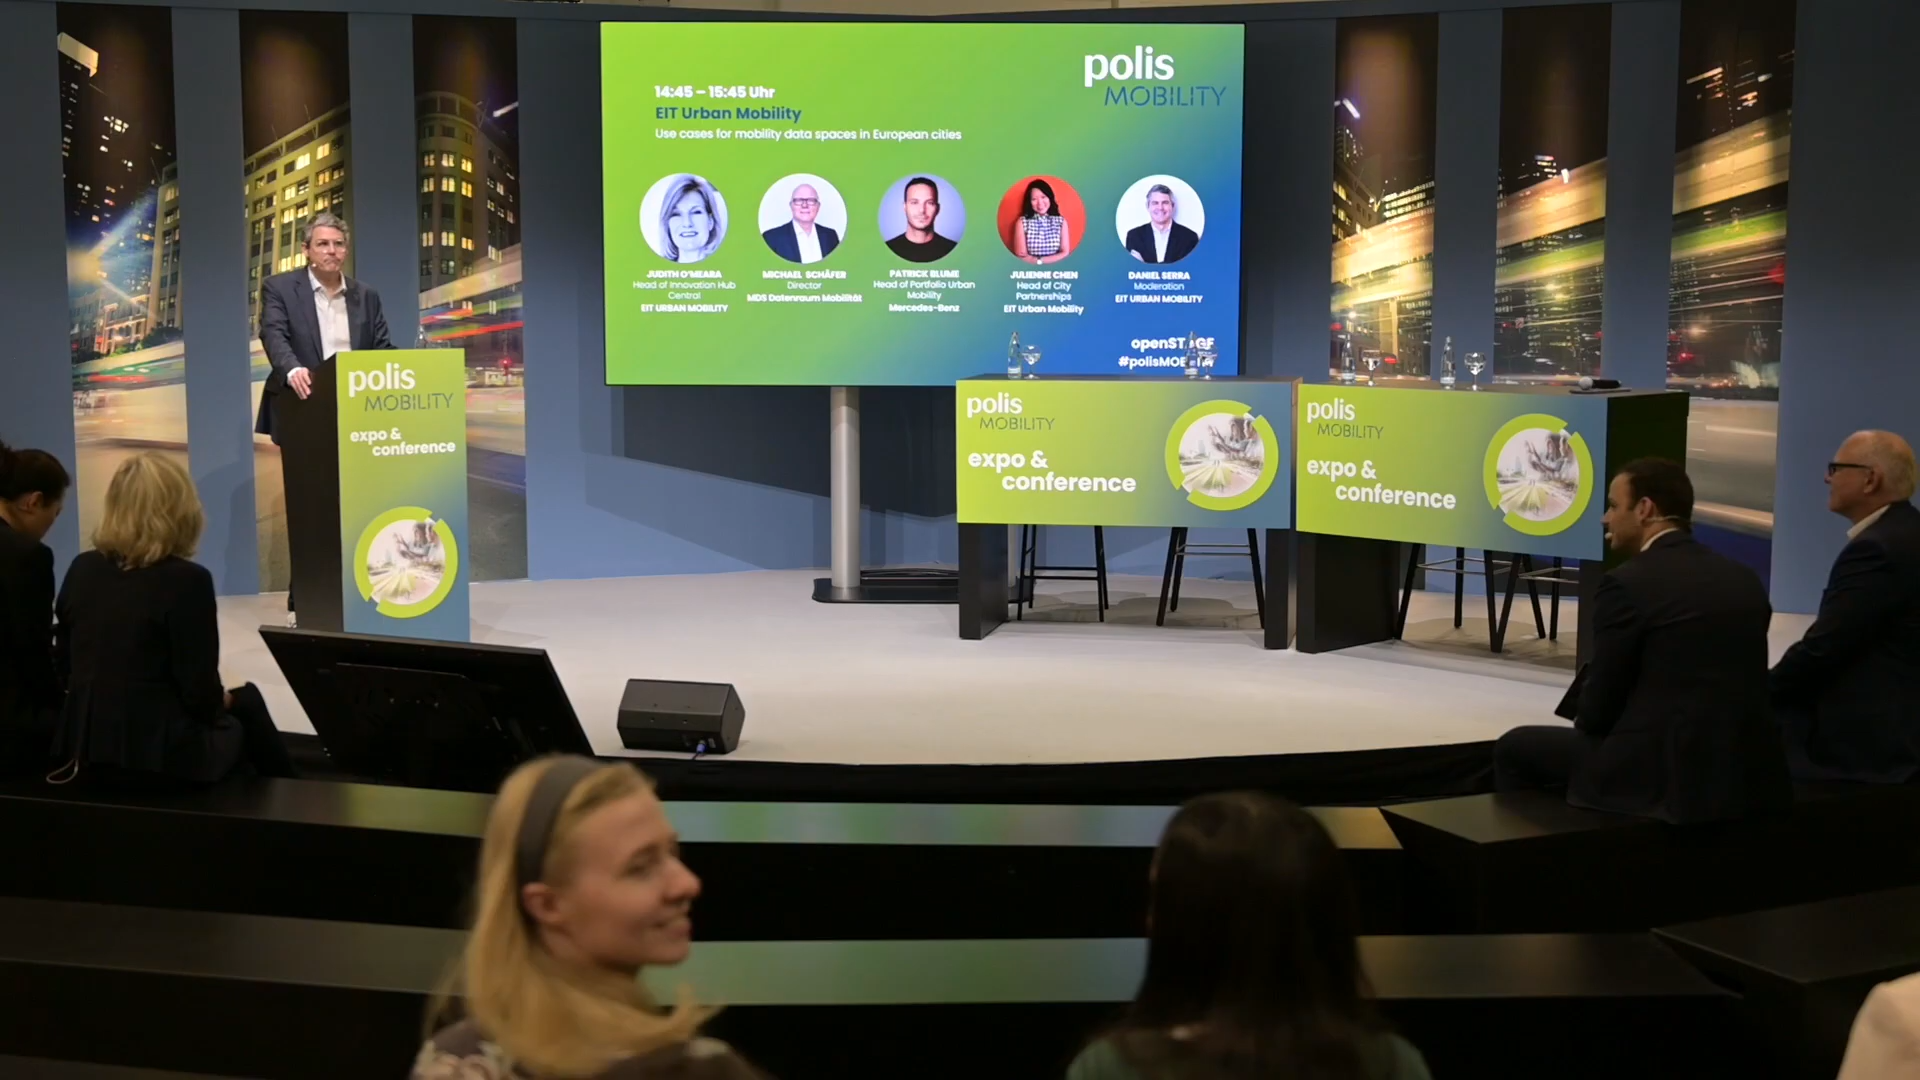 14:45 – 15:45 Uhr
EIT Urban Mobility
Use cases for mobility data spaces in European cities
polis
MOBILITY
JUDITH O'MEARA
Head of Innovation Hub
Central
EIT URBAN MOBILITY
MICHAEL SCHÄFER
Director
MDS Datenraum Mobilität
PATRICK BLUME
Head of Portfolio Urban
Mobility
Mercedes-Benz
JULIENNE CHEN
Head of City
Partnerships
EIT Urban Mobility
DANIEL SERRA
Moderation
EIT URBAN MOBILITY
polis
MOBILITY
expo &
conference
polis
MOBILITY
expo &
conference
polis
MOBILITY
expo &
conference